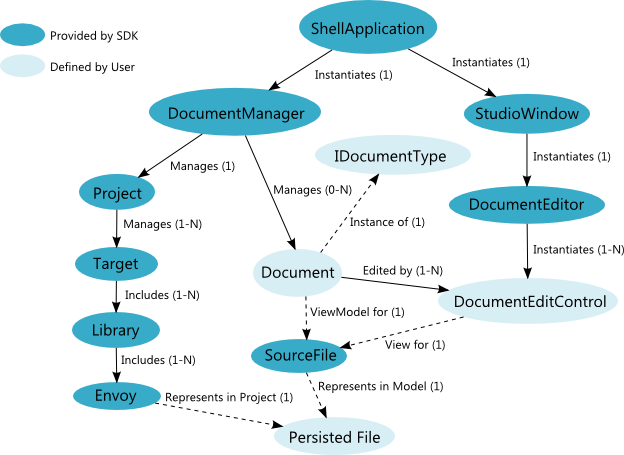 ShellApplication
Provided by SDK
Defined by User
Instantiates (1)
Instantiates (1)
DocumentManager
StudioWindow
IDocumentType
Instantiates (1)
Manages (1)
Manages (0-N)
Project
DocumentEditor
Manages (1-N)
Instance of (1)
Instantiates (1-N)
Target
Document
Edited by (1-N)
Includes (1-N)
DocumentEditControl
ViewModel for (1)
Library
View for (1)
SourceFile
Includes (1-N)
Represents in Model (1)
Envoy
Represents in Project (1)
Persisted File